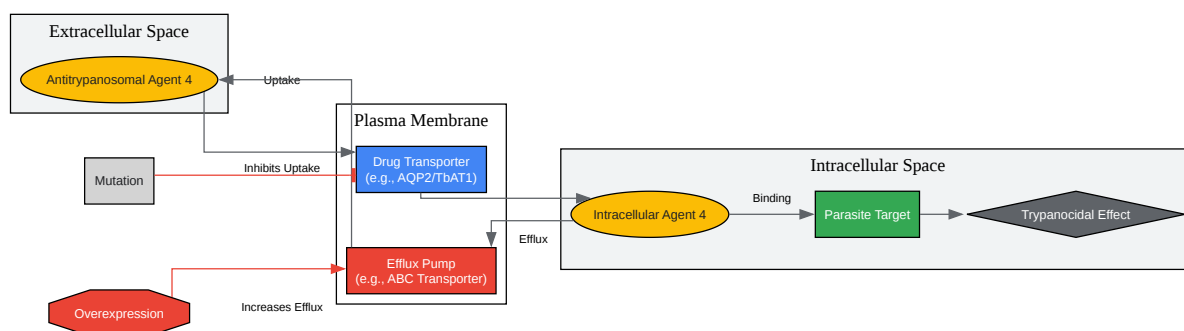 Extracellular Space
Antitrypanosomal Agent 4
Uptake
Plasma Membrane
Drug Transporter
(e.g., AQP2/TbAT1)
Mutation
Inhibits Uptake
Intracellular Space
Intracellular Agent 4
Binding
Parasite Target
Trypanocidal Effect
Efflux
Efflux Pump
(e.g., ABC Transporter)
Increases Efflux
Overexpression